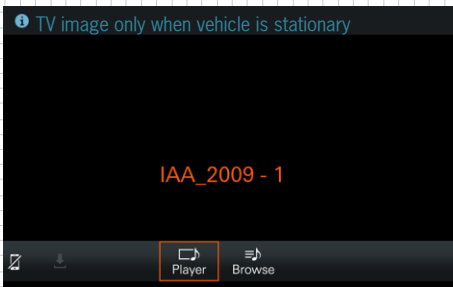 TV image only when vehicle is stationary
IAA_2009 - 1
Player Browse